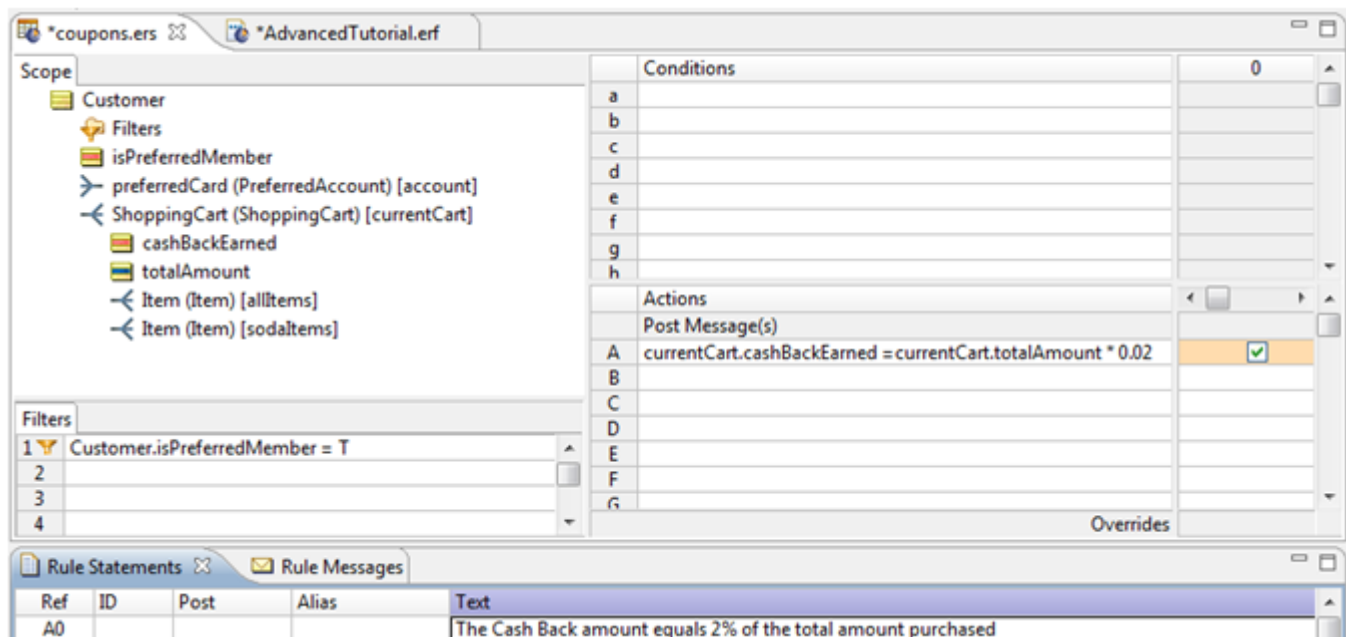 *coupons.ers *AdvancedTutorial.erf
Scope
Customer
Filters
isPreferredMember
preferredCard (PreferredAccount) [account]
ShoppingCart (ShoppingCart) [currentCart]
cashBackEarned
totalAmount
Item (Item) [allItems]
Item (Item) [sodaItems]
Filters
1 Customer.isPreferredMember = T
2
3
4
Conditions 0
a
b
c
d
e
f
g
h
Actions
Post Message(s)
A currentCart.cashBackEarned = currentCart.totalAmount * 0.02
B
C
D
E
F
G
Overrides
Rule Statements Rule Messages
Ref ID Post Alias Text
A0 The Cash Back amount equals 2% of the total amount purchased